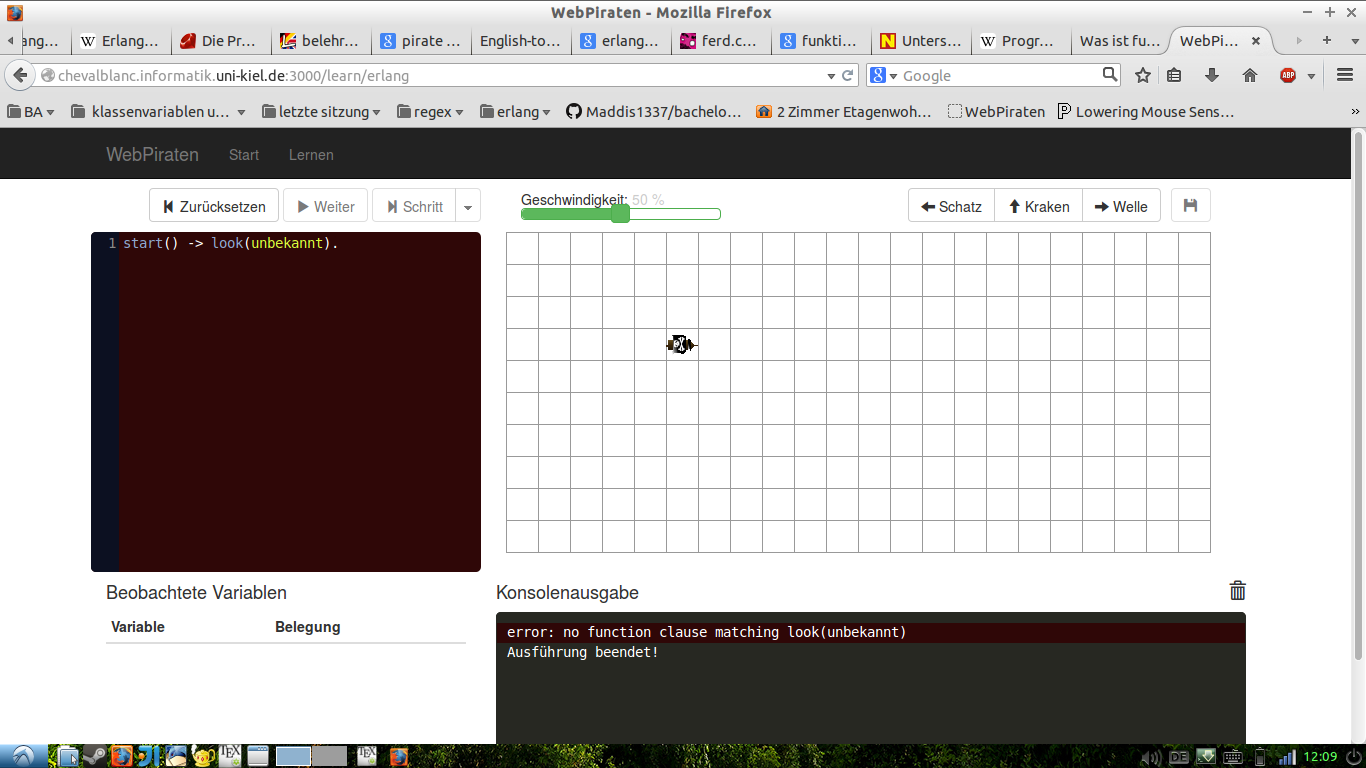 WebPiraten - Mozilla Firefox
ang... Erlang... Die Pr... belehr... pirate ... English-to... erlang... ferd.c... funkti... Unters... Progr... Was ist fu... WebPi...
chevalblanc.informatik.uni-kiel.de:3000/learn/erlang Google ABP
BA klassenvariablen u... letzte sitzung regex erlang Maddis1337/bachelo... 2 Zimmer Etagenwoh... WebPiraten Lowering Mouse Sens... »
WebPiraten Start Lernen
Zurücksetzen Weiter Schritt Geschwindigkeit: 50 % Schatz Kraken Welle
1 start() -> look(unbekannt).
Beobachtete Variablen Konsolenausgabe
Variable Belegung
error: no function clause matching look(unbekannt)
Ausführung beendet!
DE 12:09